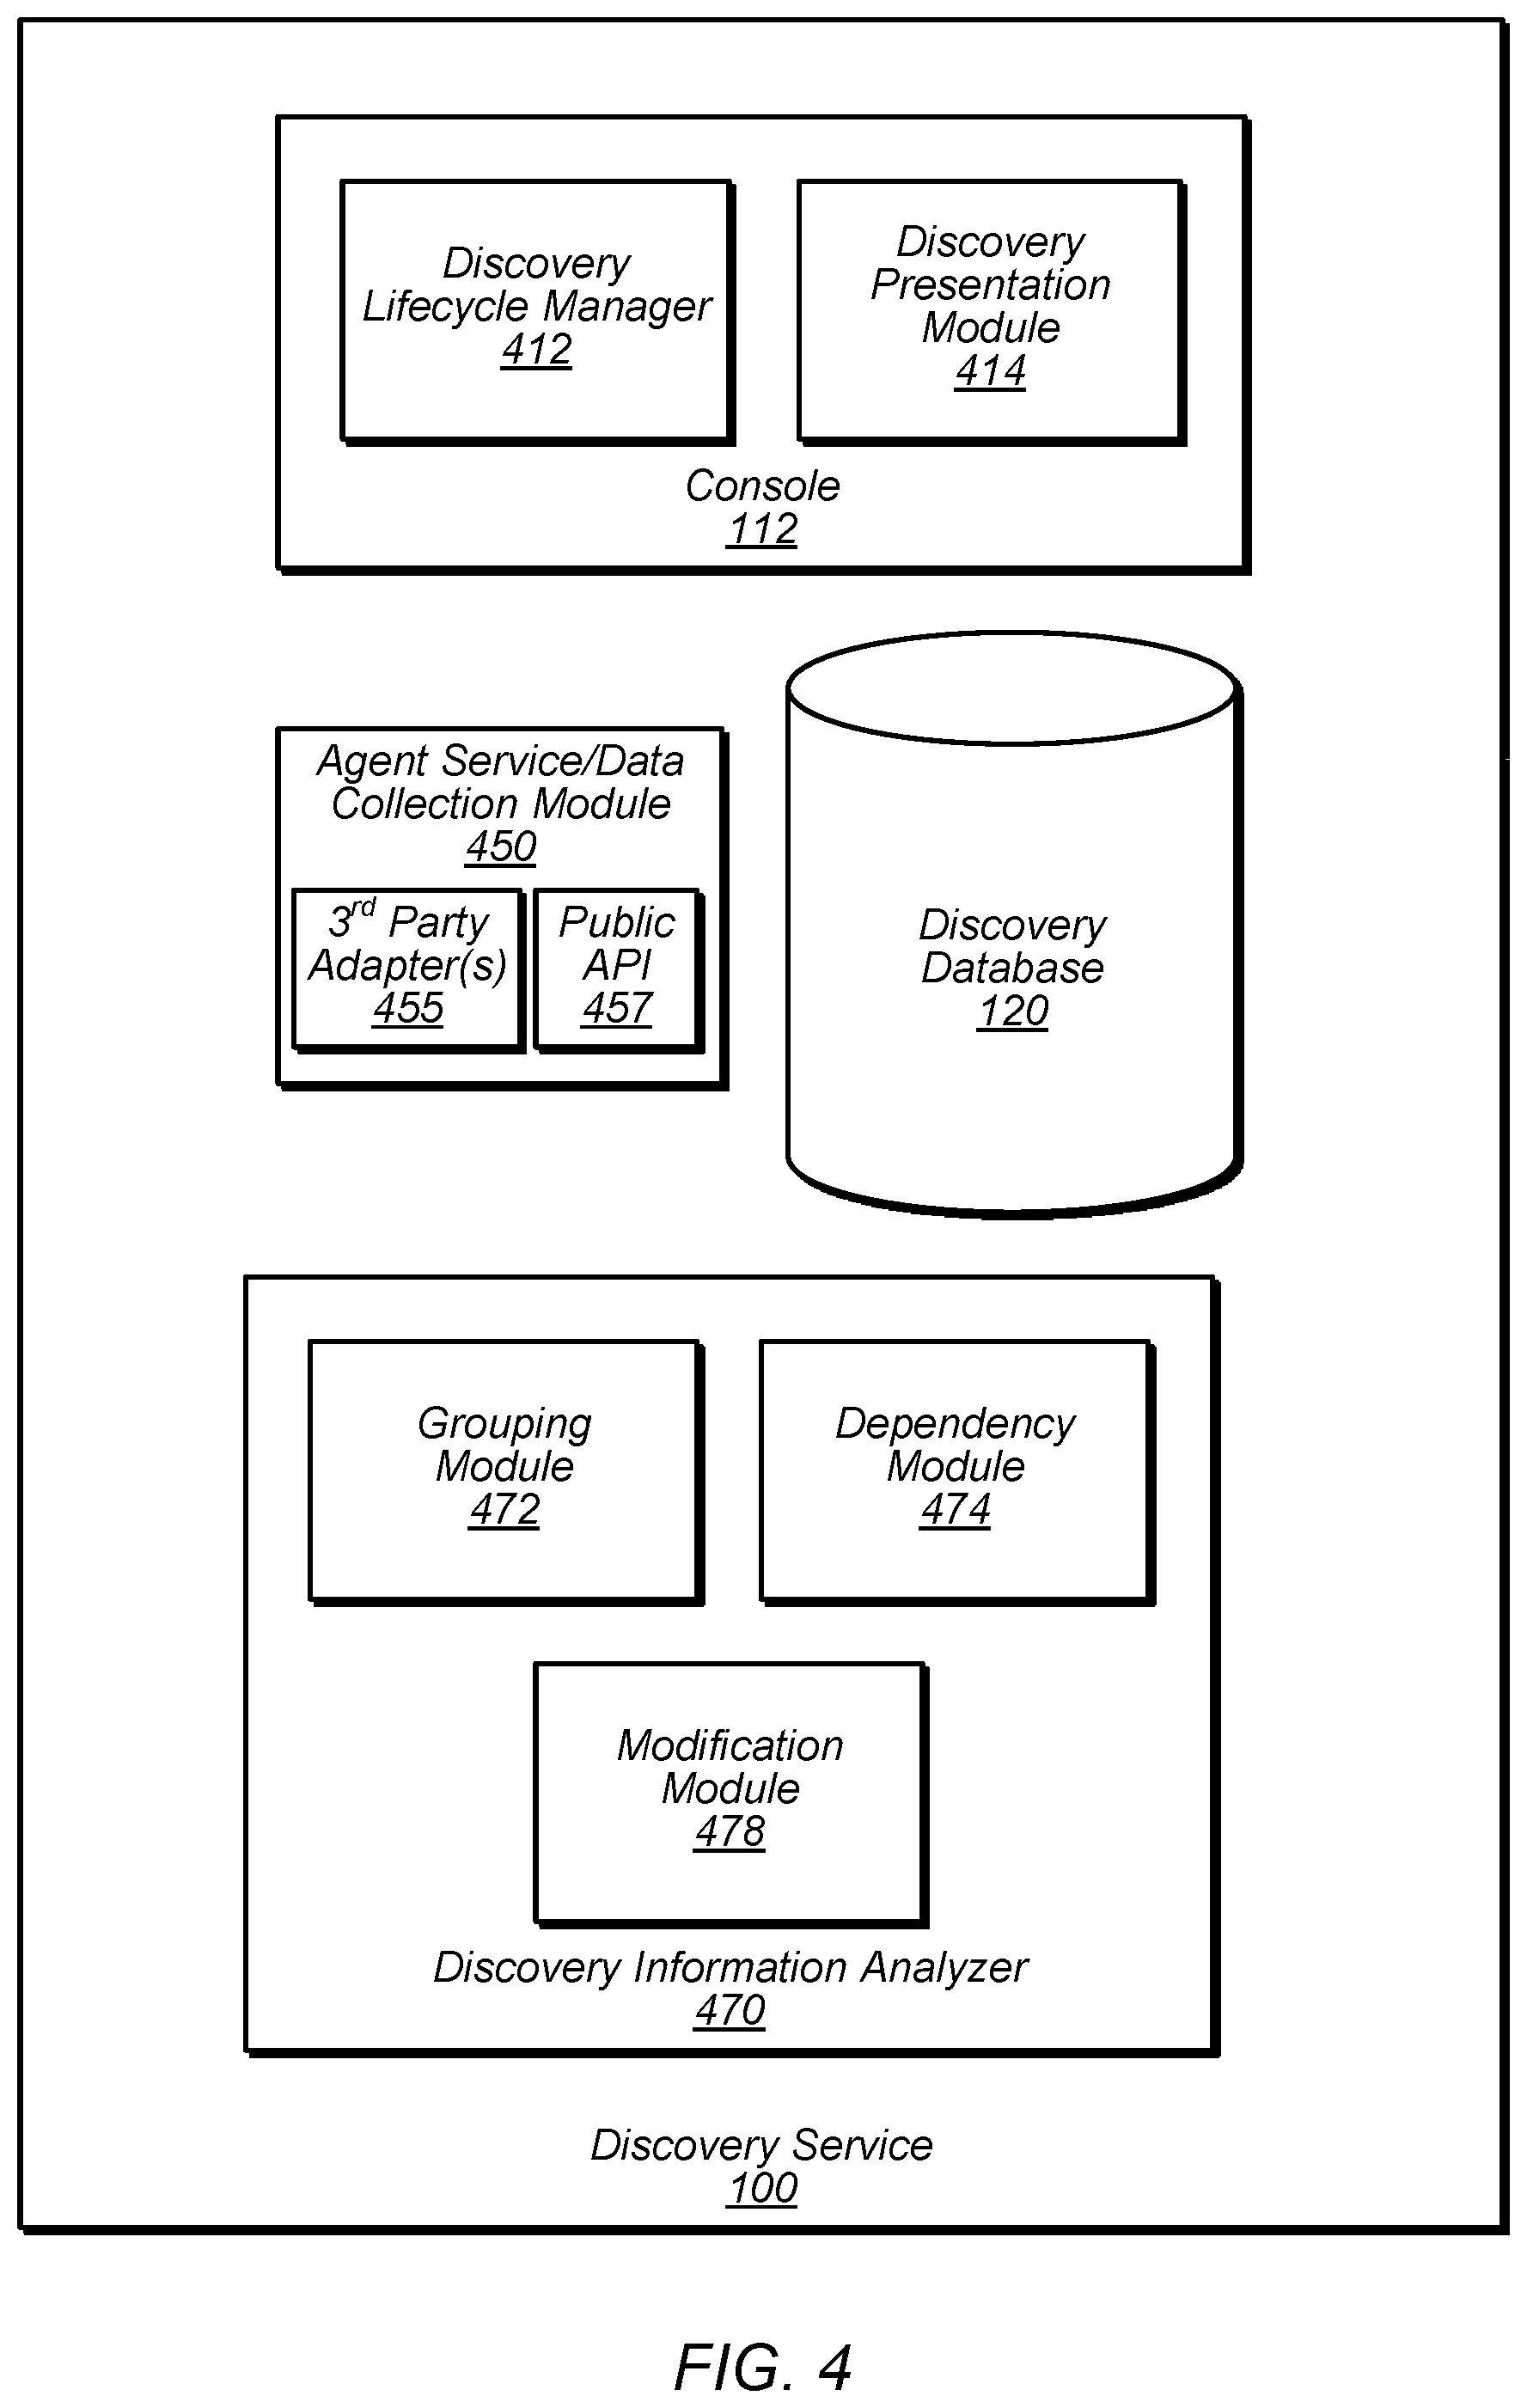 Discovery
Lifecycle Manager
412
Discovery
Presentation
Module
414
Console
112
Agent Service/Data
Collection Module
450
3rd Party
Adapter(s)
455
Public
API
457
Discovery
Database
120
Grouping
Module
472
Dependency
Module
474
Modification
Module
478
Discovery Information Analyzer
470
Discovery Service
100
FIG. 4